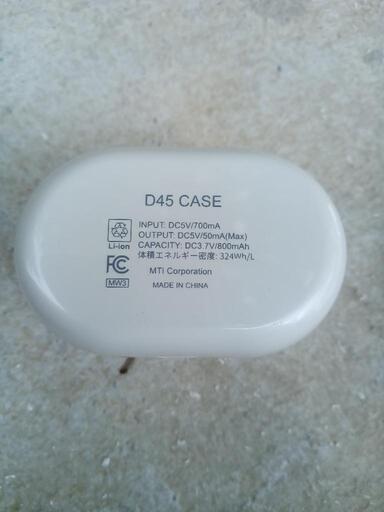 D45 CASE
INPUT: DC5V/700mA
OUTPUT: DC5V/50mA(Max)
Li-ion CAPACITY: DC3.7V/800mAh
体積エネルギー密度: 324Wh/L
FC MTI Corporation
MW3 MADE IN CHINA